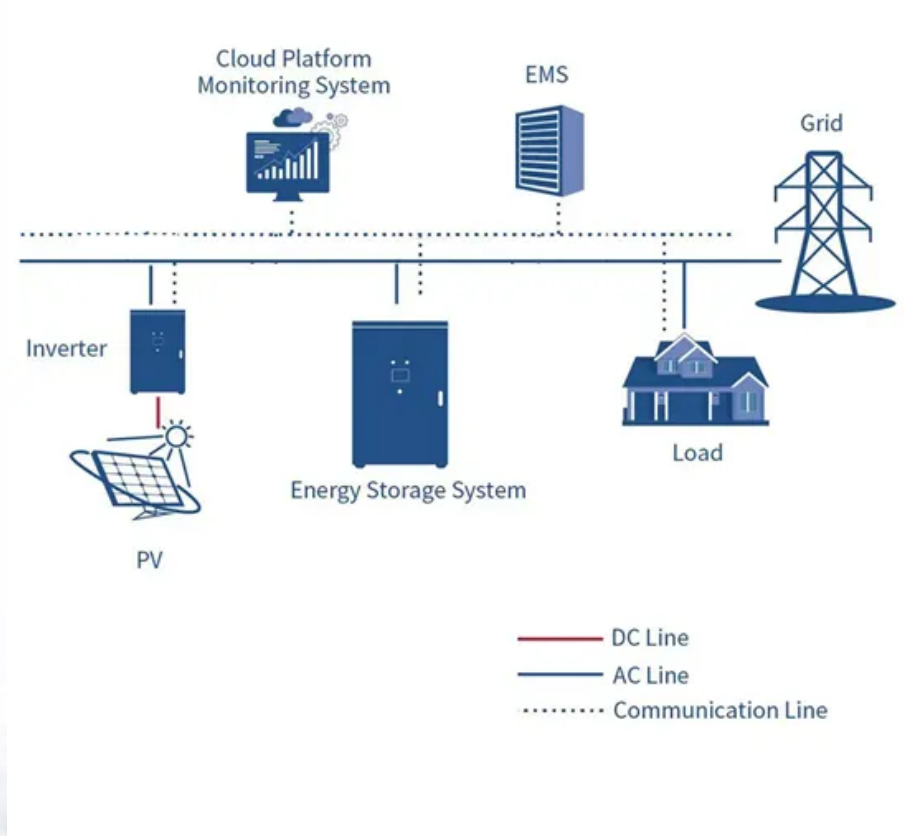 Cloud Platform
Monitoring System
EMS
Grid
Inverter
Load
Energy Storage System
PV
DC Line
AC Line
Communication Line